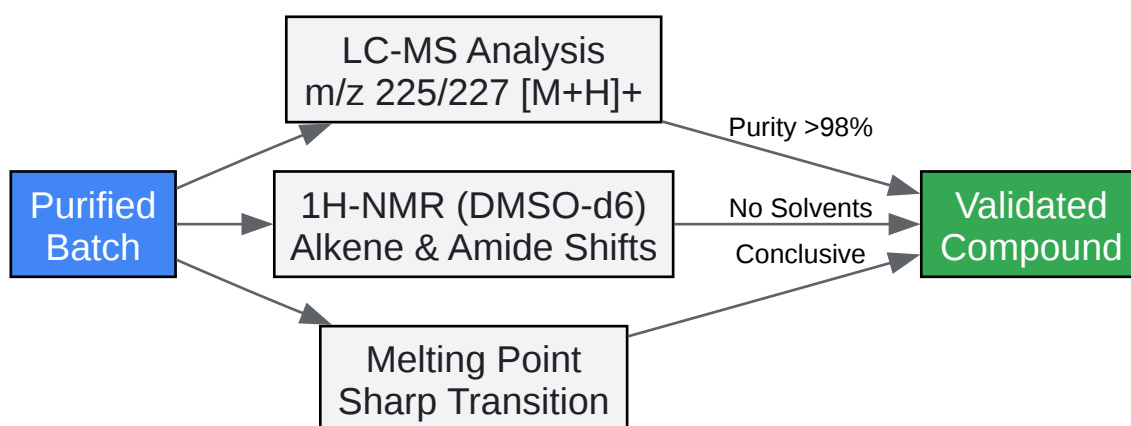 LC-MS Analysis
m/z 225/227 [M+H]+
Purity >98%
Purified
Batch
1H-NMR (DMSO-d6)
Alkene & Amide Shifts
No Solvents
Validated
Compound
Conclusive
Melting Point
Sharp Transition